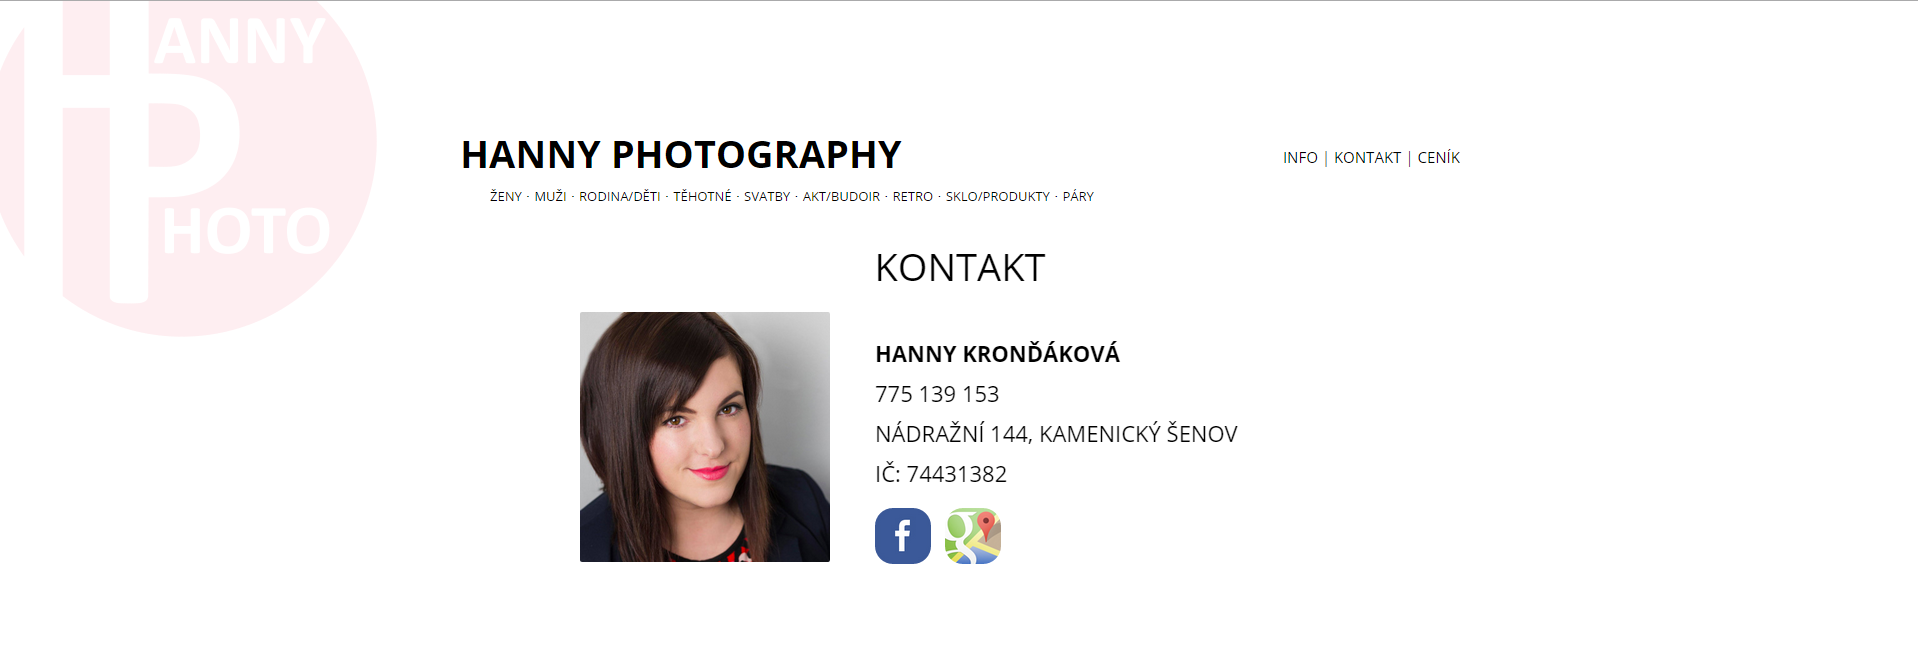 HANNY
PHOTO
HANNY PHOTOGRAPHY
INFO | KONTAKT | CENÍK
ŽENY · MUŽI · RODINA/DĚTI · TĚHOTNÉ · SVATBY · AKT/BUDOIR · RETRO · SKLO/PRODUKTY · PÁRY
KONTAKT
HANNY KRONĎÁKOVÁ
775 139 153
NÁDRAŽNÍ 144, KAMENICKÝ ŠENOV
IČ: 74431382
f
g